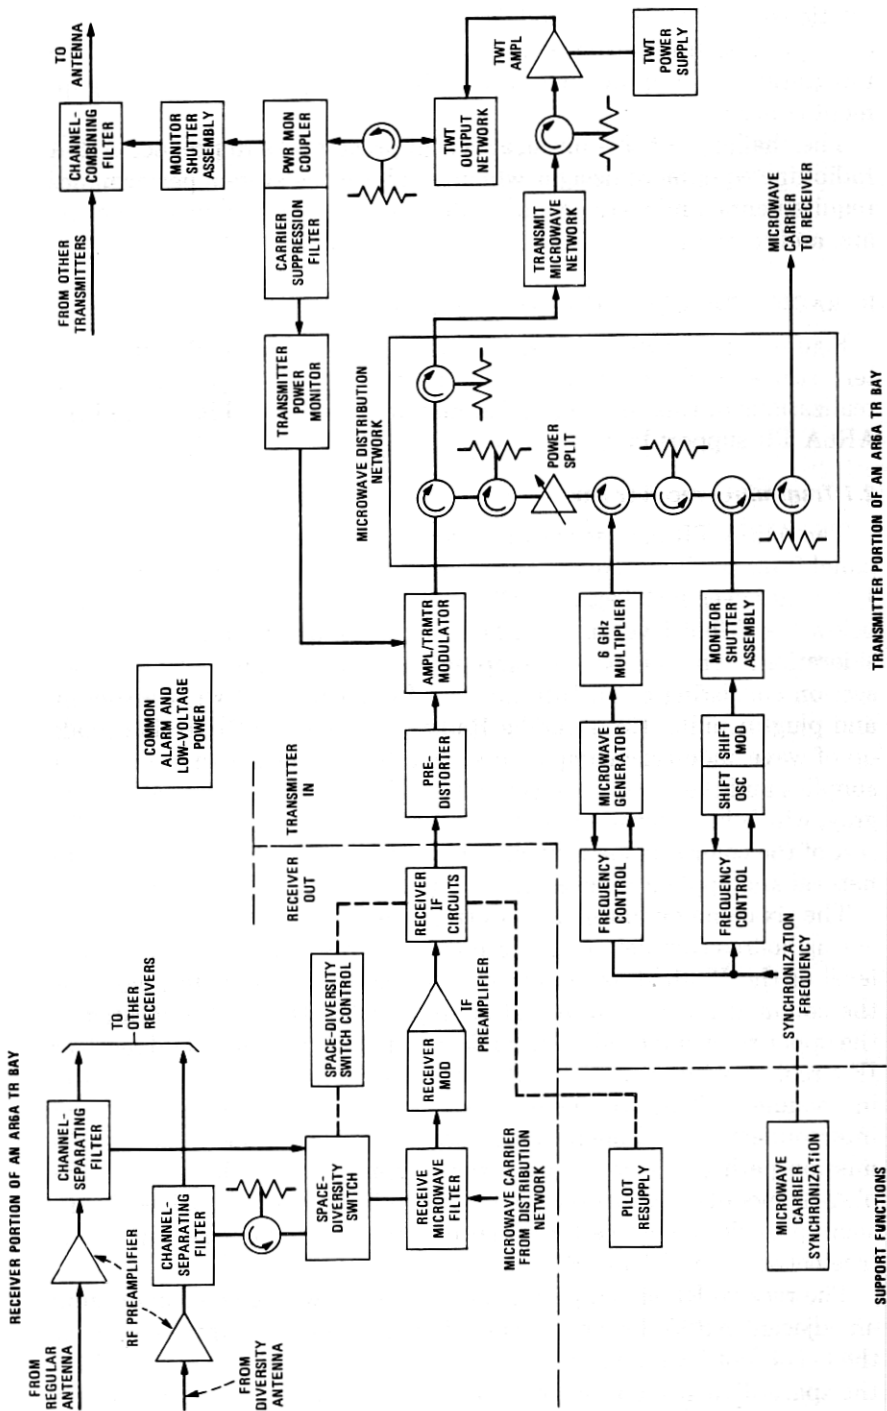 RECEIVER PORTION OF AN AR6A TR BAY
FROM
REGULAR
ANTENNA
RF PREAMPLIFIER
FROM
DIVERSITY
ANTENNA
CHANNEL-
SEPARATING
FILTER
CHANNEL-
SEPARATING
FILTER
TO
OTHER
RECEIVERS
SPACE-
DIVERSITY
SWITCH
SPACE-DIVERSITY
SWITCH CONTROL
RECEIVE
MICROWAVE
FILTER
RECEIVER
MOD
IF
PREAMPLIFIER
RECEIVER
IF
CIRCUITS
MICROWAVE CARRIER
FROM DISTRIBUTION
NETWORK
RECEIVER
OUT
TRANSMITTER
IN
COMMON
ALARM AND
LOW-VOLTAGE
POWER
PRE-
DISTORTER
AMPL/TRMTR
MODULATOR
TRANSMITTER
POWER
MONITOR
CARRIER
SUPPRESSION
FILTER
PWR MON
COUPLER
MONITOR
SHUTTER
ASSEMBLY
CHANNEL-
COMBINING
FILTER
FROM OTHER
TRANSMITTERS
TO
ANTENNA
TWT
OUTPUT
NETWORK
TWT
AMPL
TWT
POWER
SUPPLY
TRANSMIT
MICROWAVE
NETWORK
MICROWAVE DISTRIBUTION
NETWORK
POWER
SPLIT
MICROWAVE
CARRIER
TO RECEIVER
FREQUENCY
CONTROL
MICROWAVE
GENERATOR
6 GHz
MULTIPLIER
FREQUENCY
CONTROL
SHIFT
OSC
SHIFT
MOD
MONITOR
SHUTTER
ASSEMBLY
SYNCHRONIZATION
FREQUENCY
PILOT
RESUPPLY
MICROWAVE
CARRIER
SYNCHRONIZATION
SUPPORT FUNCTIONS
TRANSMITTER PORTION OF AN AR6A TR BAY